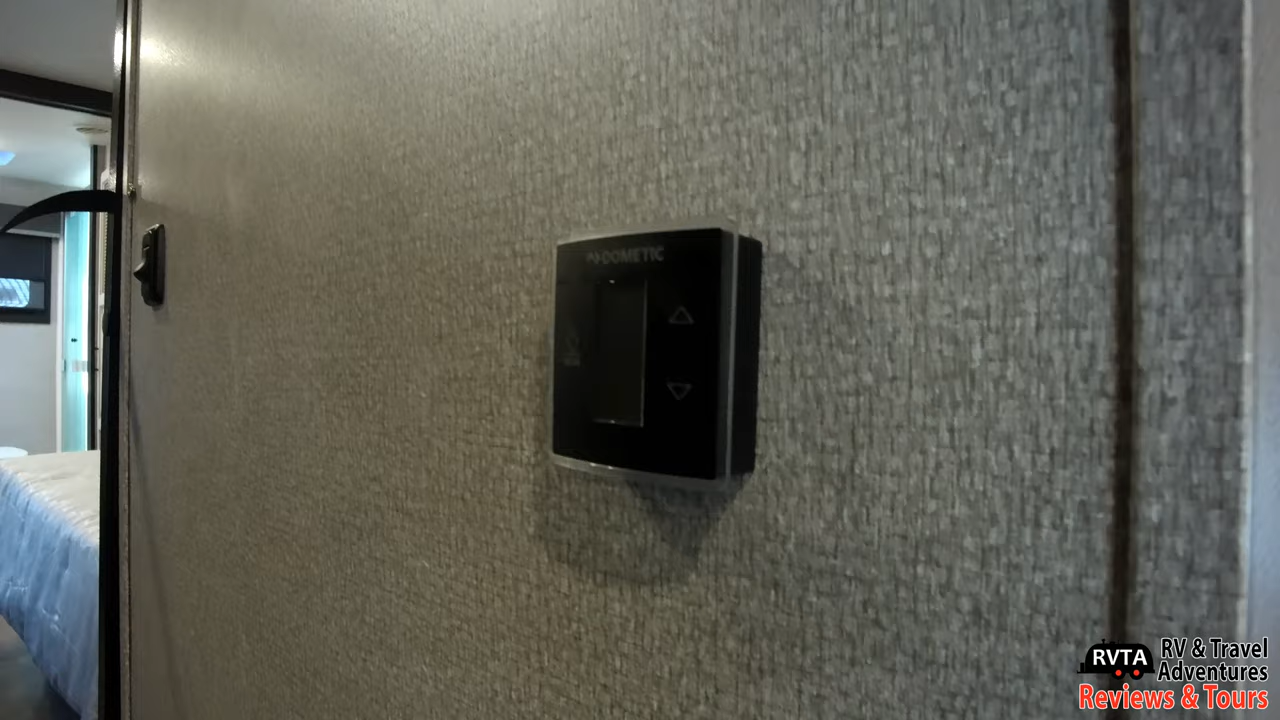 DOMETIC
RVTA
RV & Travel
Adventures
Reviews & Tours